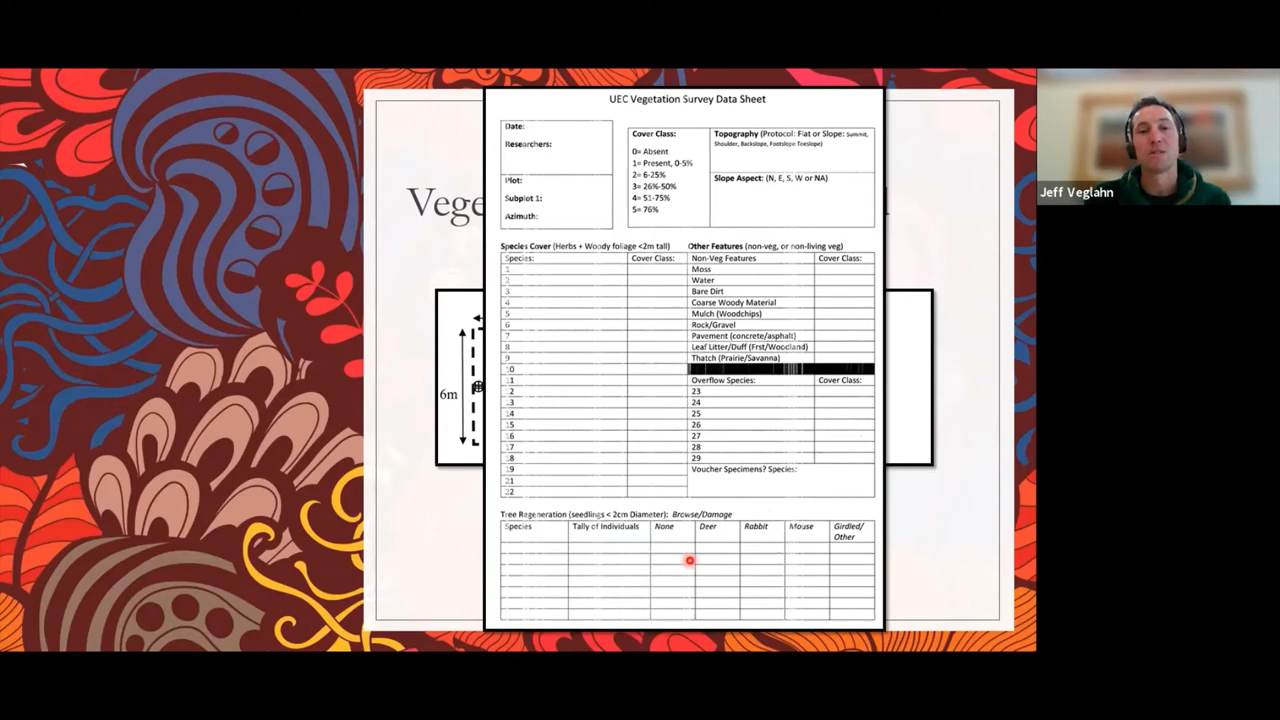 UEC Vegetation Survey Data Sheet
Date:
Researchers:
Plot:
Subplot 1:
Azimuth:
Cover Class:
0= Absent
1= Present, 0-5%
2= 6-25%
3= 26%-50%
4= 51-75%
5= 76%
Topography (Protocol: Flat or Slope: Summit,
Shoulder, Backslope, Footslope Toeslope)
Slope Aspect: (N, E, S, W or NA)
Jeff Veglahn
Vege
6m
Species Cover (Herbs + Woody foliage <2m tall)
Species: Cover Class:
1
2
3
4
5
6
7
8
9
10
11
12
13
14
15
16
17
18
19
21
22
Other Features (non-veg, or non-living veg)
Non-Veg Features Cover Class:
Moss
Water
Bare Dirt
Coarse Woody Material
Mulch (Woodchips)
Rock/Gravel
Pavement (concrete/asphalt)
Leaf Litter/Duff (Frst/Woodland)
Thatch (Prairie/Savanna)
Overflow Species: Cover Class:
23
24
25
26
27
28
29
Voucher Specimens? Species:
Tree Regeneration (seedlings < 2cm Diameter): Browse/Damage
Species Tally of Individuals None Deer Rabbit Mouse Girdled/
Other